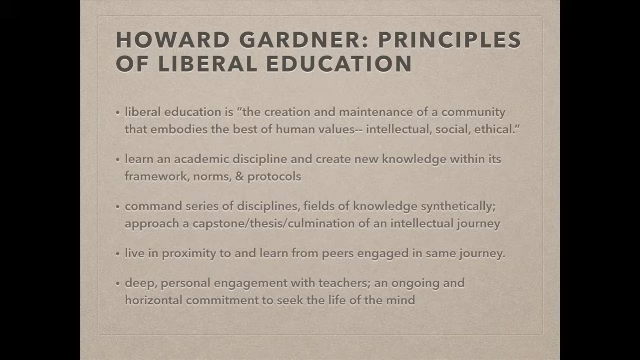 HOWARD GARDNER: PRINCIPLES
OF LIBERAL EDUCATION
• liberal education is “the creation and maintenance of a community
that embodies the best of human values-- intellectual, social, ethical.”
• learn an academic discipline and create new knowledge within its
framework, norms, & protocols
• command series of disciplines, fields of knowledge synthetically;
approach a capstone/thesis/culmination of an intellectual journey
• live in proximity to and learn from peers engaged in same journey.
• deep, personal engagement with teachers; an ongoing and
horizontal commitment to seek the life of the mind